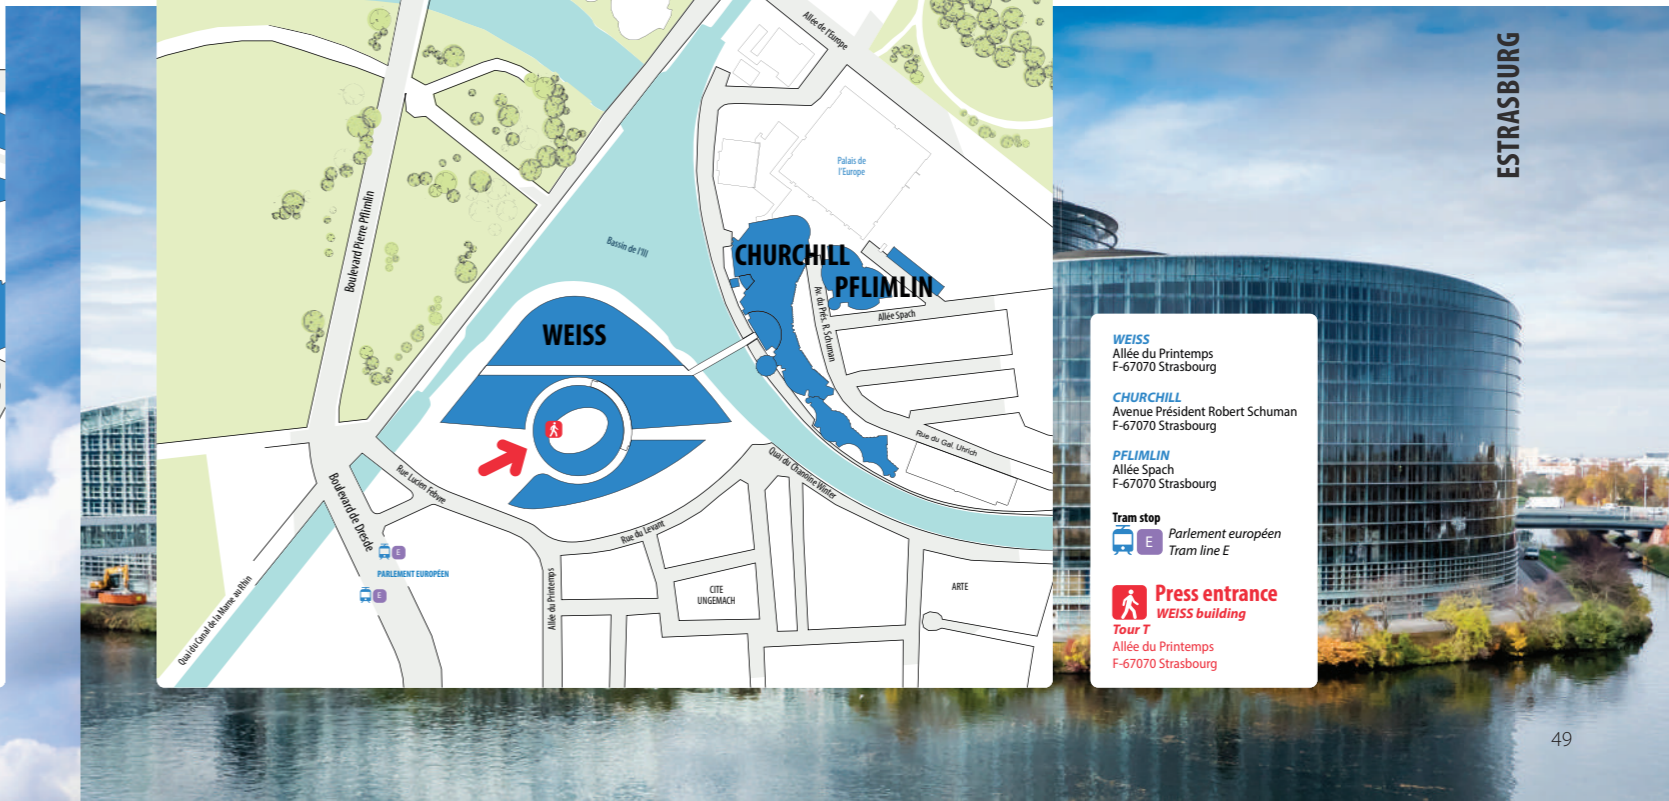 Allée de l'Europe
ESTRASBURG
Palais de
l'Europe
Boulevard Pierre Pflimlin
Bassin de l'Ill
CHURCHILL
PFLIMLIN
Av. du Prés. R. Schuman
Allée Spach
WEISS
Rue du Gal. Uhrich
Quai du Chanoine Winter
Rue Lucien Febvre
Boulevard de Dresde
Rue du Levant
E
PARLEMENT EUROPÉEN
E
Quai du Canal de la Marne au Rhin
Allée du Printemps
CITE
UNGEMACH
ARTE
WEISS
Allée du Printemps
F-67070 Strasbourg
CHURCHILL
Avenue Président Robert Schuman
F-67070 Strasbourg
PFLIMLIN
Allée Spach
F-67070 Strasbourg
Tram stop
E
Parlement européen
Tram line E
Press entrance
WEISS building
Tour T
Allée du Printemps
F-67070 Strasbourg
49